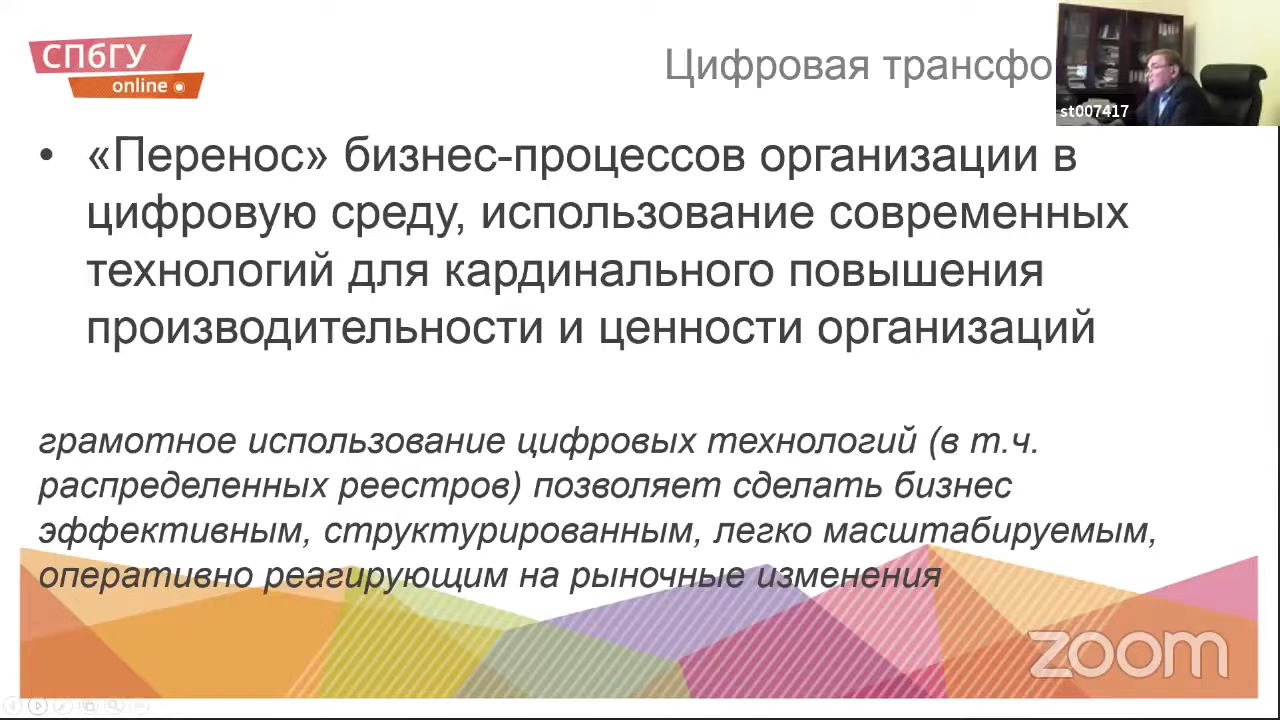 СПбГУ
online
Цифровая трансфо
st007417
• «Перенос» бизнес-процессов организации в
цифровую среду, использование современных
технологий для кардинального повышения
производительности и ценности организаций
грамотное использование цифровых технологий (в т.ч.
распределенных реестров) позволяет сделать бизнес
эффективным, структурированным, легко масштабируемым,
оперативно реагирующим на рыночные изменения
zoom